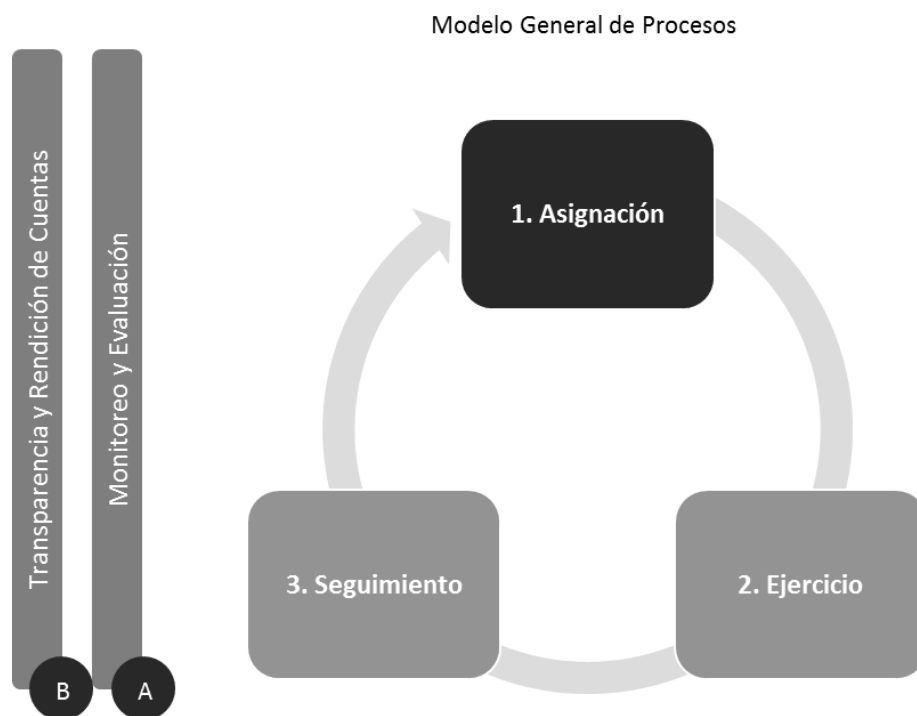 Modelo General de Procesos
Transparencia y Rendición de Cuentas
B
Monitoreo y Evaluación
A
1. Asignación
2. Ejercicio
3. Seguimiento